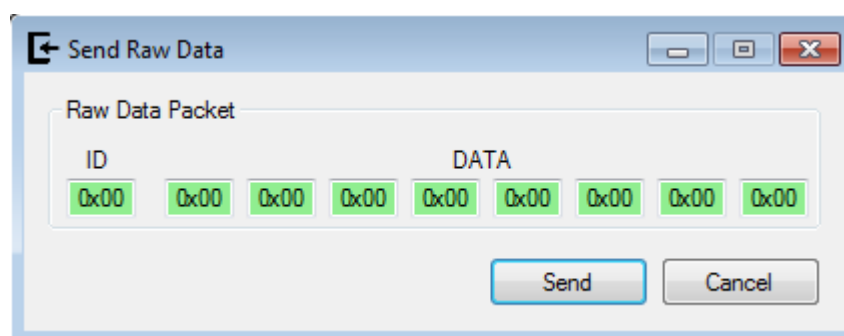 Send Raw Data
Raw Data Packet
ID DATA
0x00 0x00 0x00 0x00 0x00 0x00 0x00 0x00 0x00
Send Cancel